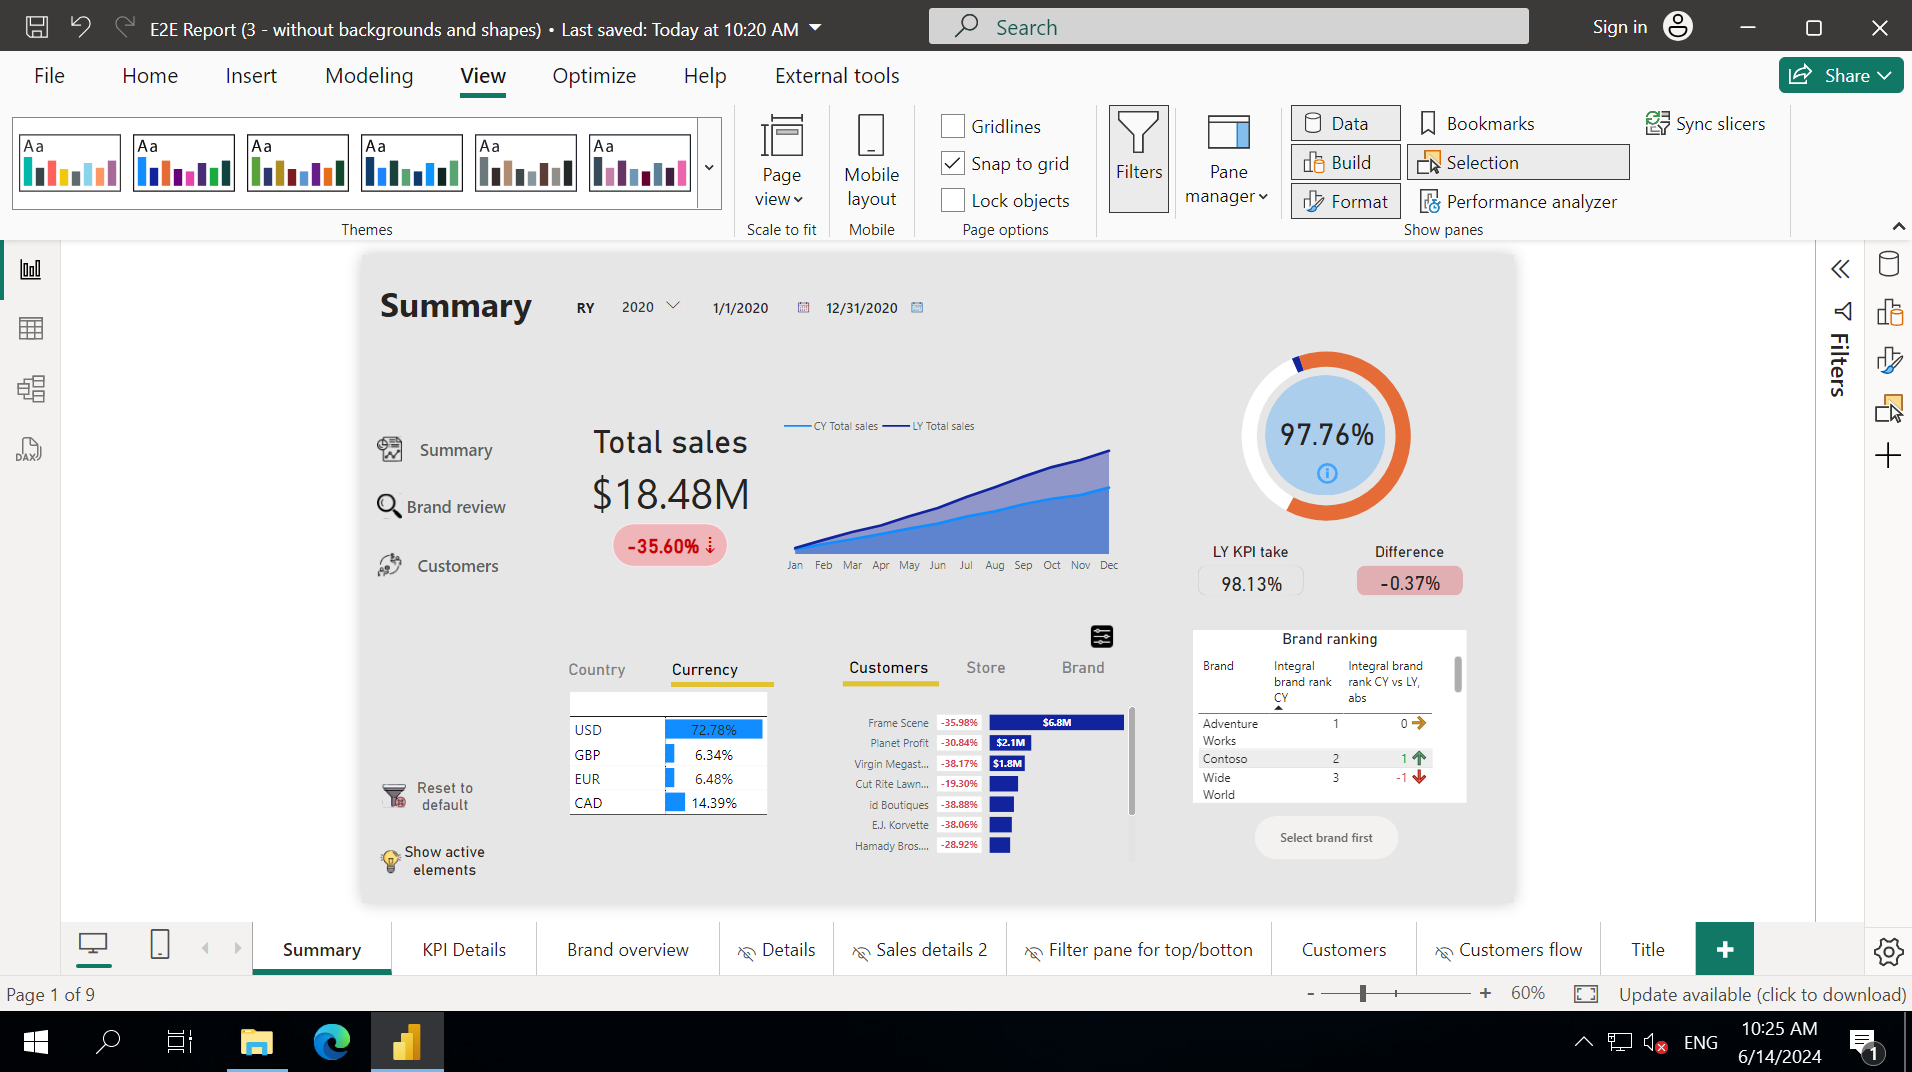 E2E Report (3 - without backgrounds and shapes) • Last saved: Today at 10:20 AM
Search
Sign in
File
Home
Insert
Modeling
View
Optimize
Help
External tools
Share
Aa
Aa
Aa
Aa
Aa
Aa
Themes
Page view
Scale to fit
Mobile layout
Mobile
Gridlines
Snap to grid
Lock objects
Page options
Filters
Pane manager
Data
Build
Format
Bookmarks
Selection
Performance analyzer
Show panes
Sync slicers
DAX
Summary
RY
2020
1/1/2020
12/31/2020
Summary
Brand review
Customers
Reset to
default
Show active
elements
Total sales
$18.48M
-35.60%
CY Total sales
LY Total sales
Jan Feb Mar Apr May Jun Jul Aug Sep Oct Nov Dec
97.76%
LY KPI take
98.13%
Difference
-0.37%
Country
Currency
USD 72.78%
GBP 6.34%
EUR 6.48%
CAD 14.39%
Customers
Store
Brand
Frame Scene -35.98% $6.8M
Planet Profit -30.84% $2.1M
Virgin Megast... -38.17% $1.8M
Cut Rite Lawn... -19.30%
id Boutiques -38.88%
E.J. Korvette -38.06%
Hamady Bros.... -28.92%
Brand ranking
Brand
Integral
brand rank
CY
Integral brand
rank CY vs LY,
abs
Adventure
Works
1
0
Contoso 2 1
Wide
World
3
-1
Select brand first
Filters
Summary
KPI Details
Brand overview
Details
Sales details 2
Filter pane for top/botton
Customers
Customers flow
Title
Page 1 of 9
- + 60%
Update available (click to download)
ENG
10:25 AM
6/14/2024
1